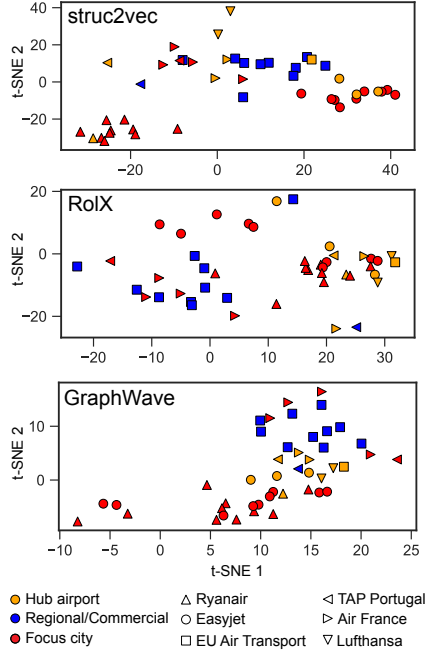 struc2vec
t-SNE 2
40
20
0
−20
−20
0
20
40
RolX
t-SNE 2
20
0
−20
−20
−10
0
10
20
30
GraphWave
t-SNE 2
10
0
−10
−5
0
5
10
15
20
25
t-SNE 1
Hub airport
Ryanair
TAP Portugal
Regional/Commercial
Easyjet
Air France
Focus city
EU Air Transport
Lufthansa